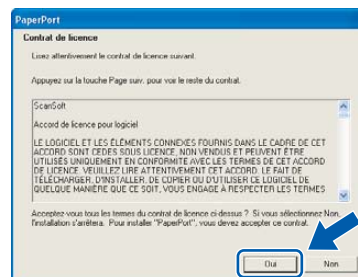 PaperPort
Contrat de licence
Lisez attentivement le contrat de licence suivant.
Appuyez sur la touche Page suiv. pour voir le reste du contrat.
ScanSoft
Accord de licence pour logiciel
LE LOGICIEL ET LES ÉLÉMENTS CONNEXES FOURNIS DANS LE CADRE DE CET
ACCORD SONT CEDES SOUS LICENCE, NON VENDUS ET PEUVENT ÊTRE
UTILISÉS UNIQUEMENT EN CONFORMITE AVEC LES TERMES DE CET ACCORD
DE LICENCE. VEUILLEZ LIRE ATTENTIVEMENT CET ACCORD. LE FAIT DE
TÉLÉCHARGER, D'INSTALLER, DE COPIER OU D'UTILISER CE LOGICIEL DE
QUELQUE MANIÈRE QUE CE SOIT, VOUS ENGAGE À RESPECTER LES TERMES
Acceptez-vous tous les termes du contrat de licence ci-dessus ? Si vous sélectionnez Non,
l'installation s'arrêtera. Pour installer "PaperPort", vous devez accepter ce contrat.
Oui
Non